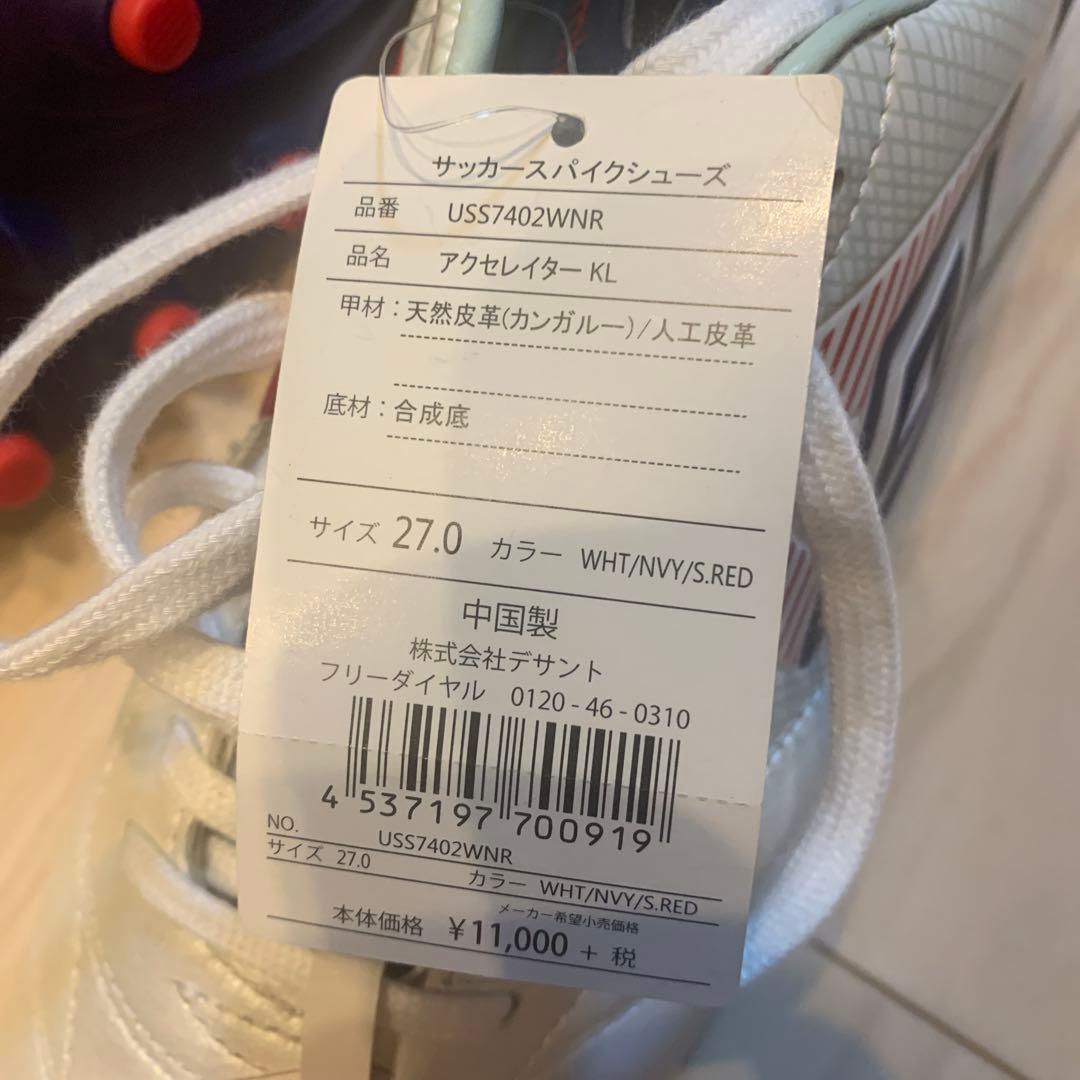 サッカースパイクシューズ
品番 USS7402WNR
品名 アクセレイター KL
甲材：天然皮革(カンガルー)/人工皮革
底材：合成底
サイズ 27.0 カラー WHT/NVY/S.RED
中国製
株式会社デサント
フリーダイヤル 0120 - 46 - 0310
4 537197 700919
NO. USS7402WNR
サイズ 27.0 カラー WHT/NVY/S.RED
メーカー希望小売価格
本体価格 ¥11,000 + 税